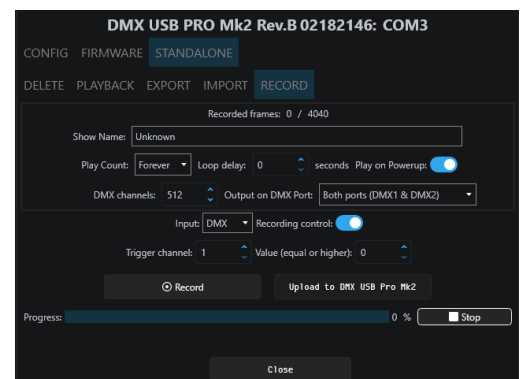 DMX USB PRO Mk2 Rev.B 02182146: COM3
CONFIG FIRMWARE STANDALONE
DELETE PLAYBACK EXPORT IMPORT RECORD
Recorded frames: 0 / 4040
Show Name: Unknown
Play Count: Forever Loop delay: 0 seconds Play on Powerup:
DMX channels: 512 Output on DMX Port: Both ports (DMX1 & DMX2)
Input: DMX Recording control:
Trigger channel: 1 Value (equal or higher): 0
Record Upload to DMX USB Pro Mk2
Progress: 0 % Stop
Close